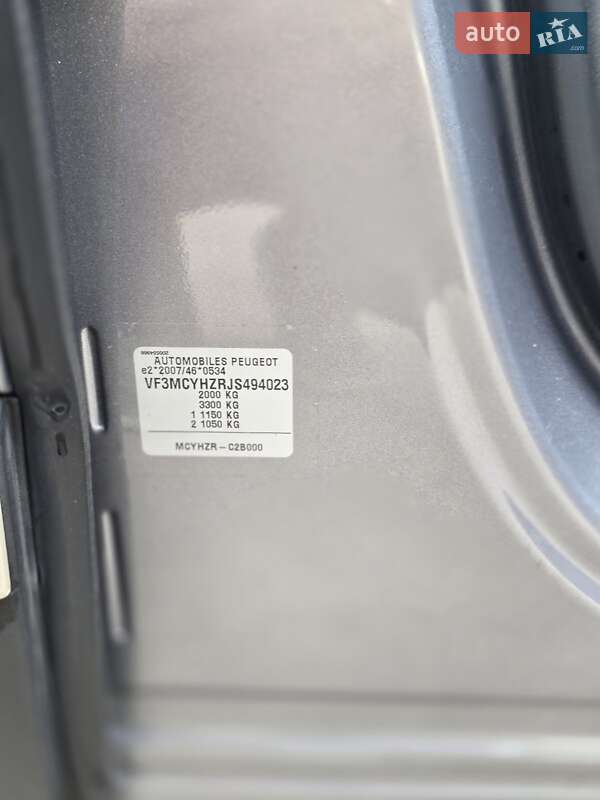 auto RIA
.com
AUTOMOBILES PEUGEOT
e2*2007/46*0534
VF3MCYHZRJS494023
2000 KG
3300 KG
1 1150 KG
2 1050 KG
MCYHZR - C2B000